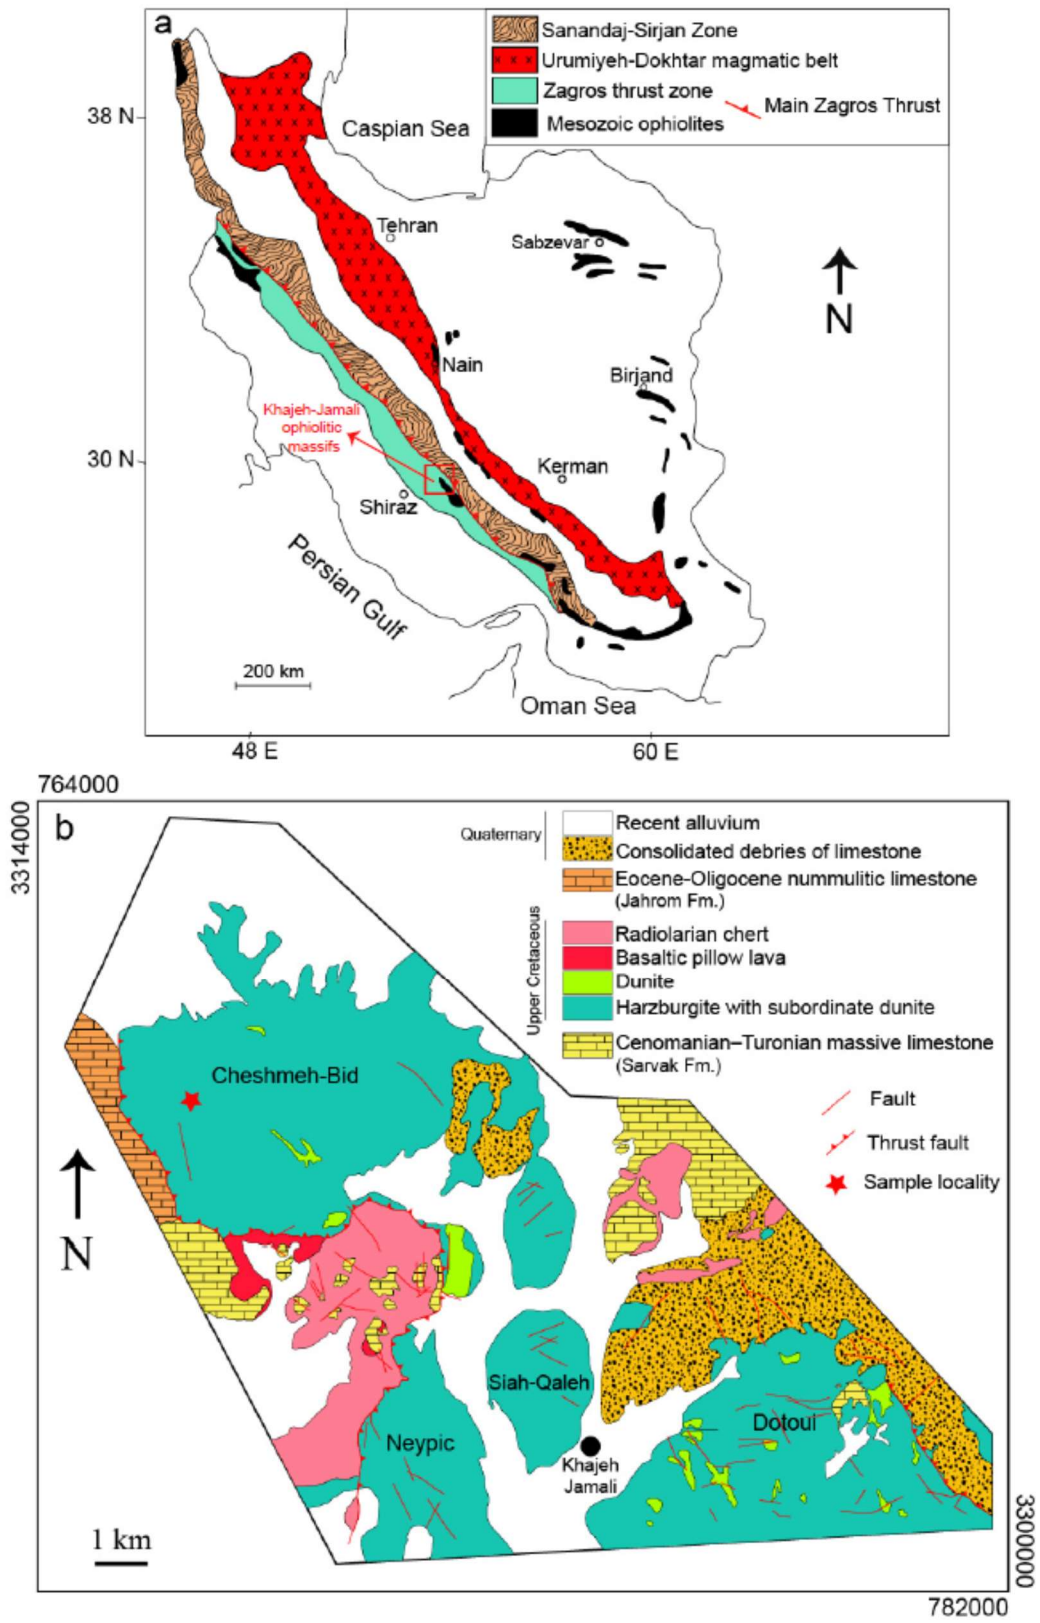 a
Sanandaj-Sirjan Zone
Urumiyeh-Dokhtar magmatic belt
Zagros thrust zone
Main Zagros Thrust
Mesozoic ophiolites
38 N
Caspian Sea
Tehran
Sabzevar
N
Nain
Birjand
Khajeh-Jamali
ophiolitic
massifs
30 N
Kerman
Shiraz
Persian Gulf
200 km
Oman Sea
48 E
60 E
764000
3314000
b
Quaternary
Recent alluvium
Consolidated debries of limestone
Eocene-Oligocene nummulitic limestone
(Jahrom Fm.)
Upper Cretaceous
Radiolarian chert
Basaltic pillow lava
Dunite
Harzburgite with subordinate dunite
Cenomanian–Turonian massive limestone
(Sarvak Fm.)
Fault
Thrust fault
Sample locality
Cheshmeh-Bid
N
Siah-Qaleh
Neypic
Dotoui
Khajeh
Jamali
1 km
3300000
782000